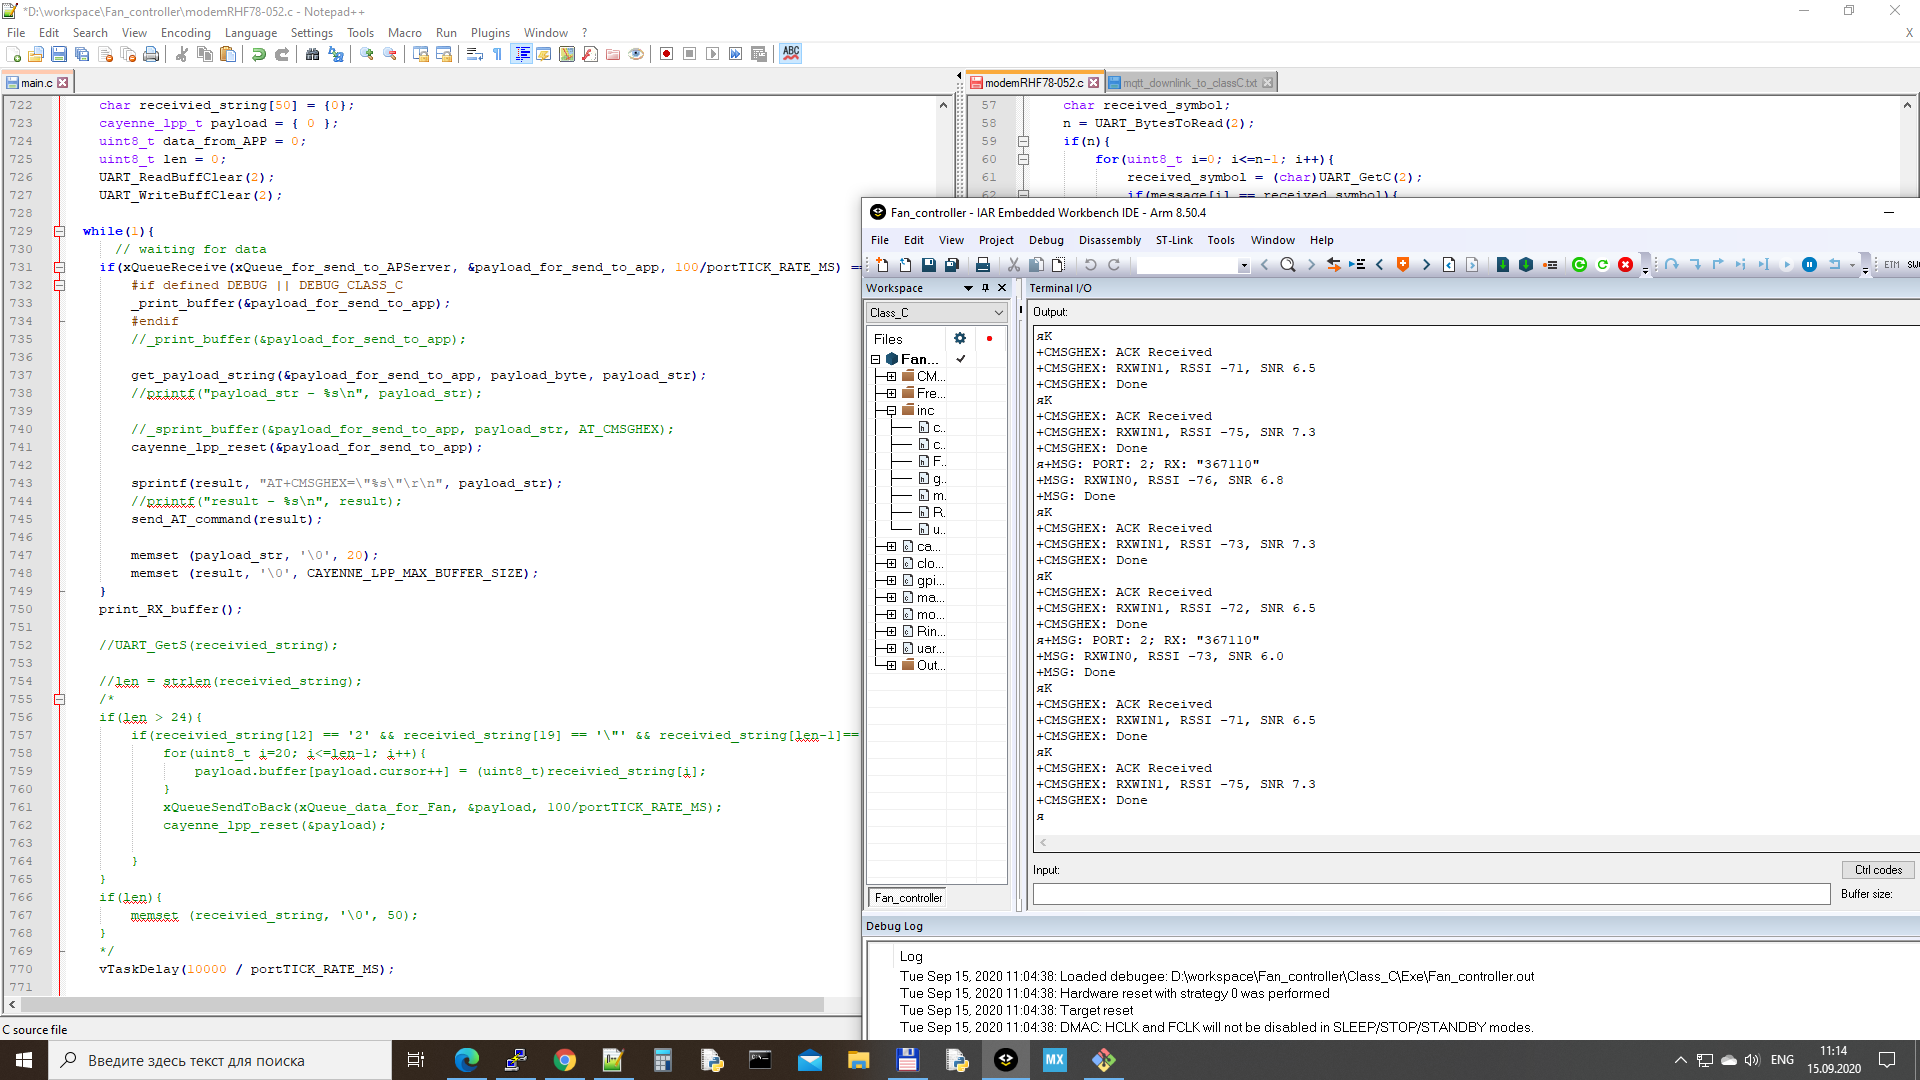 *D:\workspace\Fan_controller\modemRHF78-052.c - Notepad++
File Edit Search View Encoding Language Settings Tools Macro Run Plugins Window ? X
main.c
722 char receivied_string[50] = {0};
723 cayenne_lpp_t payload = { 0 };
724 uint8_t data_from_APP = 0;
725 uint8_t len = 0;
726 UART_ReadBuffClear(2);
727 UART_WriteBuffClear(2);
728
729 while(1){
730 // waiting for data
731 if(xQueueReceive(xQueue_for_send_to_APServer, &payload_for_send_to_app, 100/portTICK_RATE_MS) ==
732 #if defined DEBUG || DEBUG_CLASS_C
733 _print_buffer(&payload_for_send_to_app);
734 #endif
735 //_print_buffer(&payload_for_send_to_app);
736
737 get_payload_string(&payload_for_send_to_app, payload_byte, payload_str);
738 //printf("payload_str - %s\n", payload_str);
739
740 //_sprint_buffer(&payload_for_send_to_app, payload_str, AT_CMSGHEX);
741 cayenne_lpp_reset(&payload_for_send_to_app);
742
743 sprintf(result, "AT+CMSGHEX=\"%s\"\r\n", payload_str);
744 //printf("result - %s\n", result);
745 send_AT_command(result);
746
747 memset (payload_str, '\0', 20);
748 memset (result, '\0', CAYENNE_LPP_MAX_BUFFER_SIZE);
749 }
750 print_RX_buffer();
751
752 //UART_GetS(receivied_string);
753
754 //len = strlen(receivied_string);
755 /*
756 if(len > 24){
757 if(receivied_string[12] == '2' && receivied_string[19] == '\"' && receivied_string[len-1]==
758 for(uint8_t i=20; i<=len-1; i++){
759 payload.buffer[payload.cursor++] = (uint8_t)receivied_string[i];
760 }
761 xQueueSendToBack(xQueue_data_for_Fan, &payload, 100/portTICK_RATE_MS);
762 cayenne_lpp_reset(&payload);
763
764 }
765 }
766 if(len){
767 memset (receivied_string, '\0', 50);
768 }
769 */
770 vTaskDelay(10000 / portTICK_RATE_MS);
771
C source file
modemRHF78-052.c mqtt_downlink_to_classC.txt
57 char received_symbol;
58 n = UART_BytesToRead(2);
59 if(n){
60 for(uint8_t i=0; i<=n-1; i++){
61 received_symbol = (char)UART_GetC(2);
62 if(message[i] == received_symbol){
Fan_controller - IAR Embedded Workbench IDE - Arm 8.50.4
File Edit View Project Debug Disassembly ST-Link Tools Window Help
ETM
Workspace
Class_C
Files
Fan...
CM...
Fre...
inc
c..
c..
F..
g..
m..
R..
u..
ca...
clo...
gpi...
ma...
mo...
Rin...
uar...
Out...
Fan_controller
Terminal I/O
Output:
яK
+CMSGHEX: ACK Received
+CMSGHEX: RXWIN1, RSSI -71, SNR 6.5
+CMSGHEX: Done
яK
+CMSGHEX: ACK Received
+CMSGHEX: RXWIN1, RSSI -75, SNR 7.3
+CMSGHEX: Done
я+MSG: PORT: 2; RX: "367110"
+MSG: RXWIN0, RSSI -76, SNR 6.8
+MSG: Done
яK
+CMSGHEX: ACK Received
+CMSGHEX: RXWIN1, RSSI -73, SNR 7.3
+CMSGHEX: Done
яK
+CMSGHEX: ACK Received
+CMSGHEX: RXWIN1, RSSI -72, SNR 6.5
+CMSGHEX: Done
я+MSG: PORT: 2; RX: "367110"
+MSG: RXWIN0, RSSI -73, SNR 6.0
+MSG: Done
яK
+CMSGHEX: ACK Received
+CMSGHEX: RXWIN1, RSSI -71, SNR 6.5
+CMSGHEX: Done
яK
+CMSGHEX: ACK Received
+CMSGHEX: RXWIN1, RSSI -75, SNR 7.3
+CMSGHEX: Done
я
Input:
Ctrl codes
Buffer size:
Debug Log
Log
Tue Sep 15, 2020 11:04:38: Loaded debugee: D:\workspace\Fan_controller\Class_C\Exe\Fan_controller.out
Tue Sep 15, 2020 11:04:38: Hardware reset with strategy 0 was performed
Tue Sep 15, 2020 11:04:38: Target reset
Tue Sep 15, 2020 11:04:38: DMAC: HCLK and FCLK will not be disabled in SLEEP/STOP/STANDBY modes.
Введите здесь текст для поиска
MX
ENG
11:14
15.09.2020